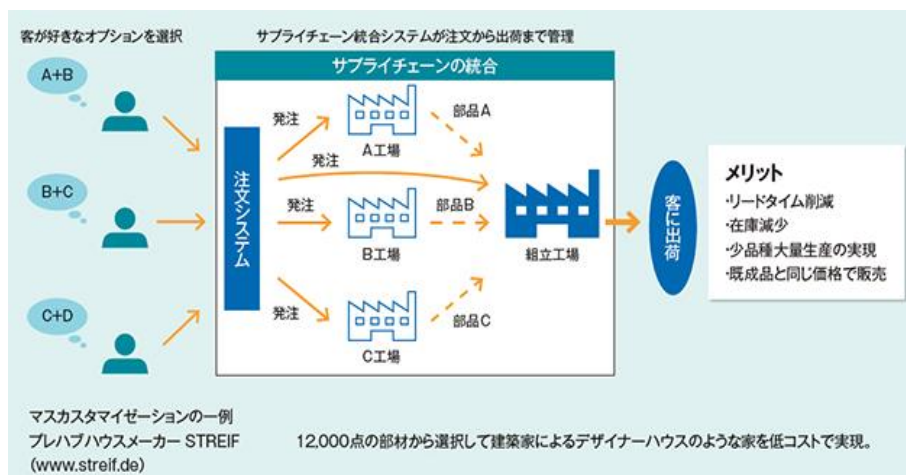 客が好きなオプションを選択
サプライチェーン統合システムが注文から出荷まで管理
サプライチェーンの統合
A+B
B+C
C+D
注文システム
発注
A工場
部品A
発注
発注
B工場
部品B
発注
C工場
部品C
組立工場
客に出荷
メリット
・リードタイム削減
・在庫減少
・少品種大量生産の実現
・既成品と同じ価格で販売
マスカスタマイゼーションの一例
プレハブハウスメーカー STREIF
(www.streif.de)
12,000点の部材から選択して建築家によるデザイナーハウスのような家を低コストで実現。